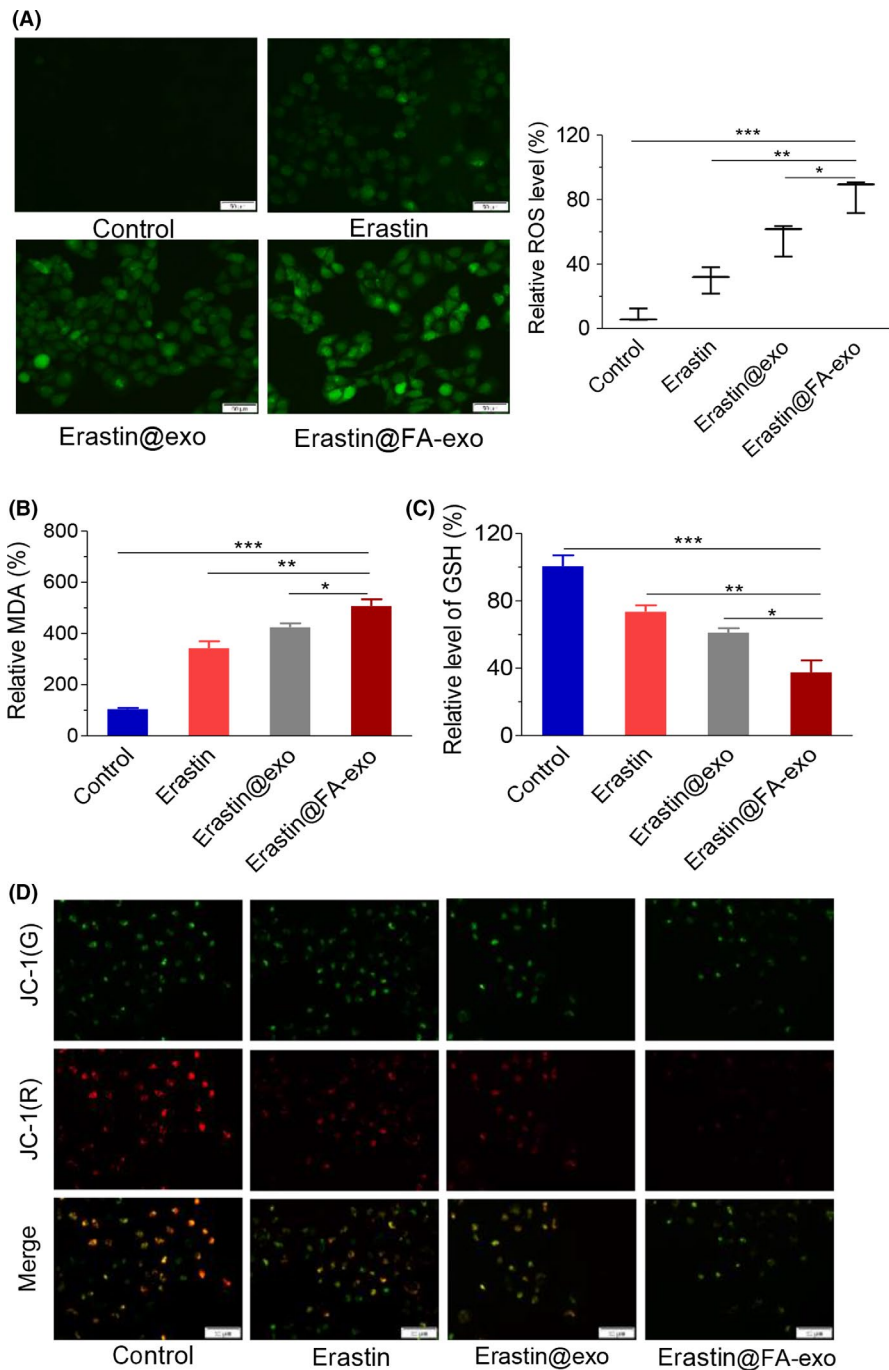 (A)
Control
Erastin
Erastin@exo
Erastin@FA-exo
Relative ROS level (%)
120
80
40
0
***
**
*
Control
Erastin
Erastin@exo
Erastin@FA-exo
(B)
Relative MDA (%)
800
600
400
200
0
***
**
*
Control
Erastin
Erastin@exo
Erastin@FA-exo
(C)
Relative level of GSH (%)
120
80
40
0
***
**
*
Control
Erastin
Erastin@exo
Erastin@FA-exo
(D)
JC-1(G)
JC-1(R)
Merge
Control
Erastin
Erastin@exo
Erastin@FA-exo